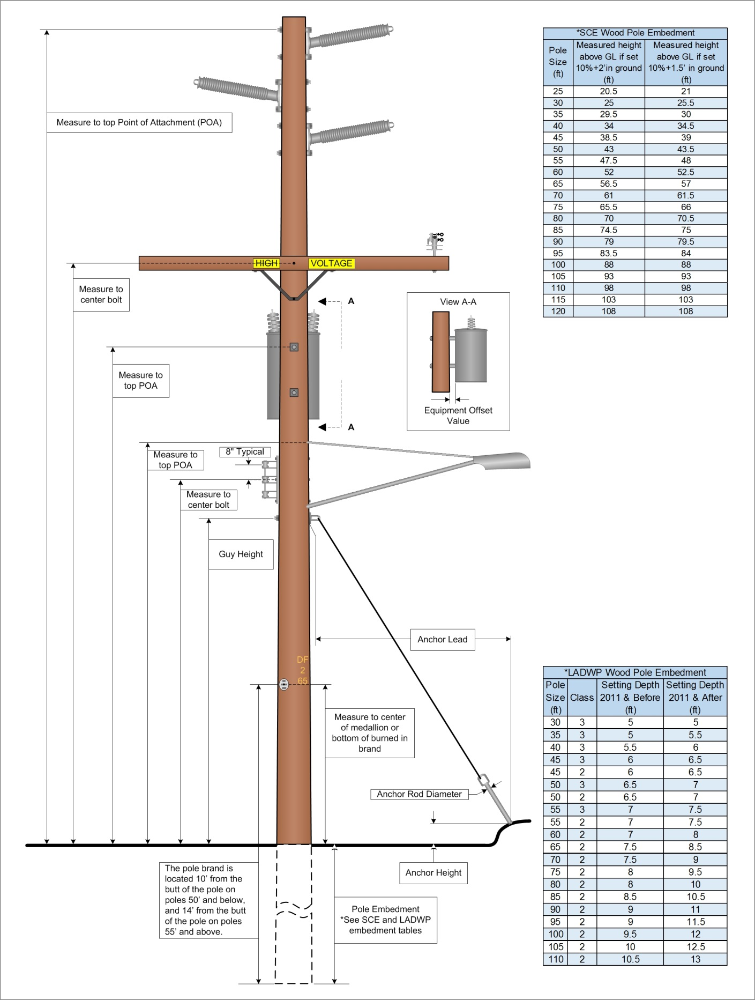 Measure to top Point of Attachment (POA)
HIGH
VOLTAGE
Measure to
center bolt
A
A
View A-A
Equipment Offset
Value
Measure to
top POA
Measure to
top POA
8" Typical
Measure to
center bolt
Guy Height
Anchor Lead
DF
2
65
Measure to center
of medallion or
bottom of burned in
brand
Anchor Rod Diameter
Anchor Height
The pole brand is
located 10' from the
butt of the pole on
poles 50' and below,
and 14' from the butt
of the pole on poles
55' and above.
Pole Embedment
*See SCE and LADWP
embedment tables
*SCE Wood Pole Embedment
Pole Size (ft) Measured height above GL if set 10%+2'in ground (ft) Measured height above GL if set 10%+1.5' in ground (ft)
25 20.5 21
30 25 25.5
35 29.5 30
40 34 34.5
45 38.5 39
50 43 43.5
55 47.5 48
60 52 52.5
65 56.5 57
70 61 61.5
75 65.5 66
80 70 70.5
85 74.5 75
90 79 79.5
95 83.5 84
100 88 88
105 93 93
110 98 98
115 103 103
120 108 108
*LADWP Wood Pole Embedment
Pole Size (ft) Class Setting Depth 2011 & Before (ft) Setting Depth 2011 & After (ft)
30 3 5 5
35 3 5 5.5
40 3 5.5 6
45 3 6 6.5
45 2 6 6.5
50 3 6.5 7
50 2 6.5 7
55 3 7 7.5
55 2 7 7.5
60 2 7 8
65 2 7.5 8.5
70 2 7.5 9
75 2 8 9.5
80 2 8 10
85 2 8.5 10.5
90 2 9 11
95 2 9 11.5
100 2 9.5 12
105 2 10 12.5
110 2 10.5 13